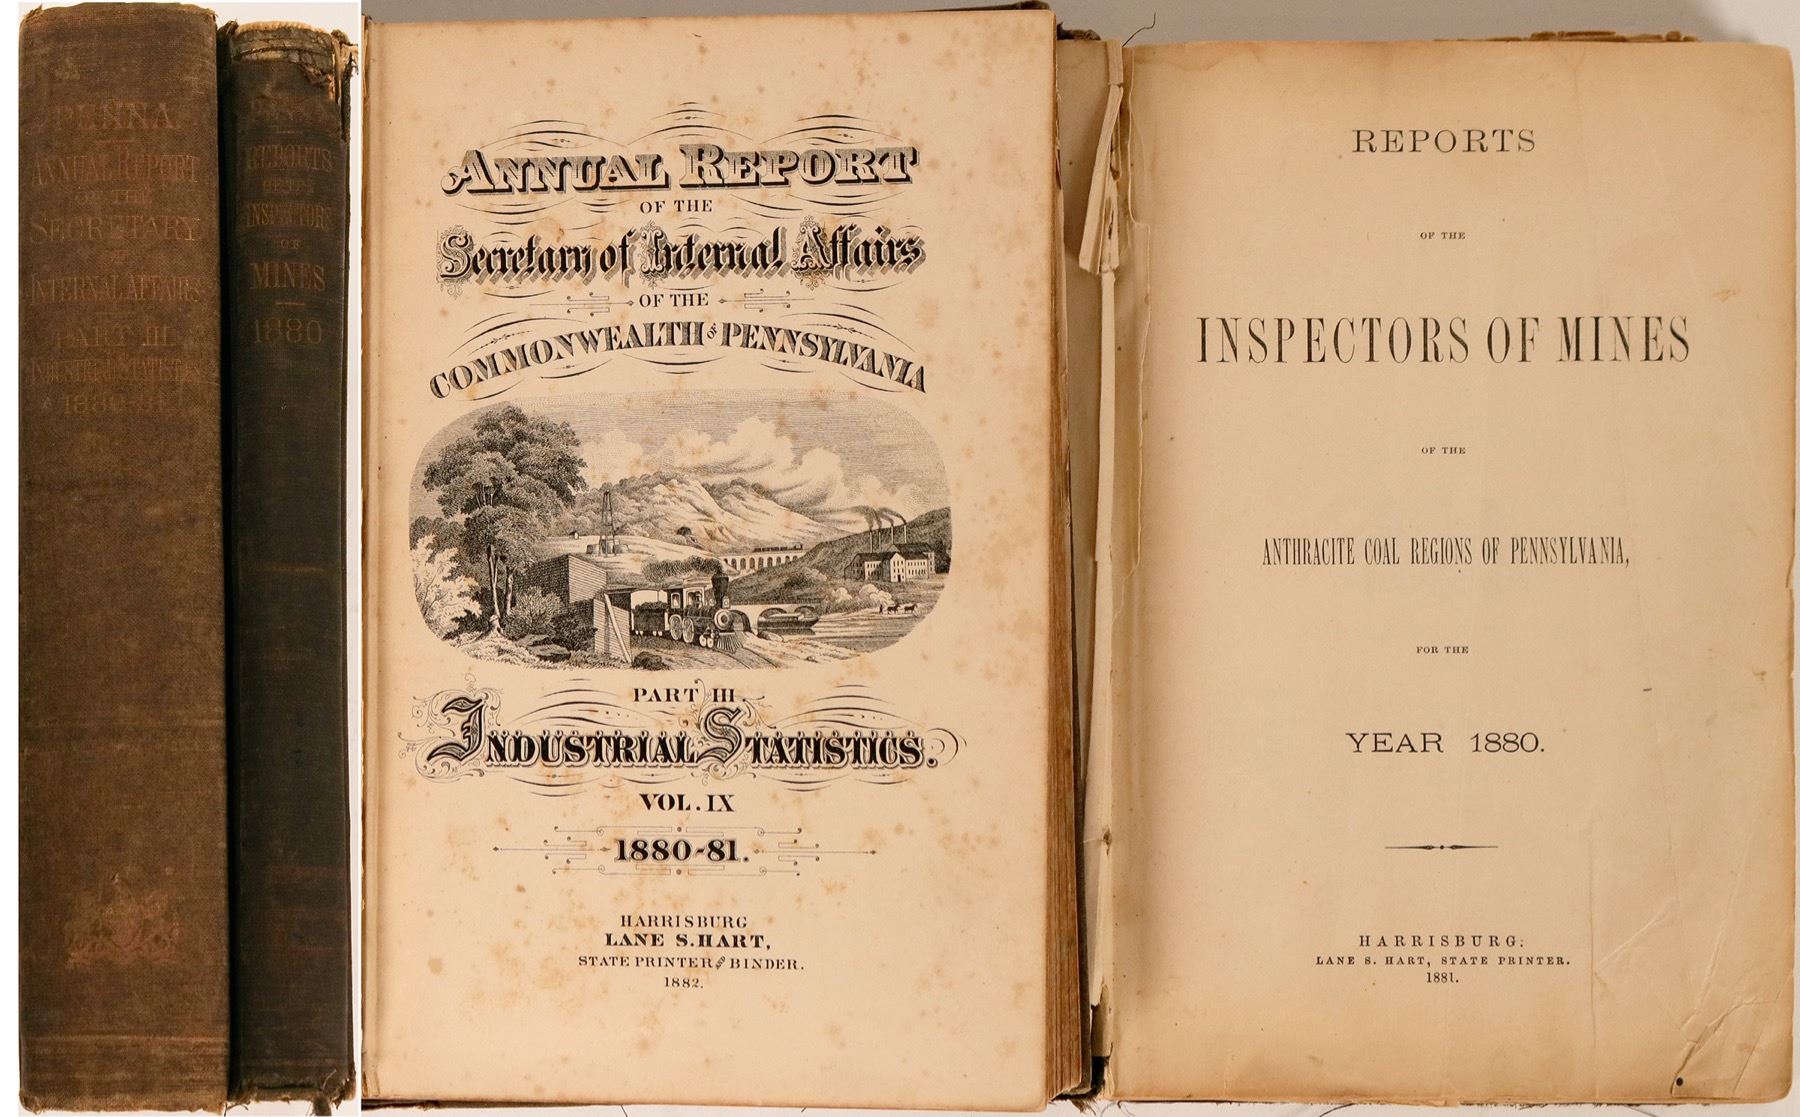 PENNA.
ANNUAL REPORT
OF THE
SECRETARY
OF
INTERNAL AFFAIRS
PART III.
INDUSTRIAL STATISTICS
1880-81.
REPORTS
OF THE
INSPECTORS
OF
MINES
1880
ANNUAL REPORT
OF THE
Secretary of Internal Affairs
OF THE
COMMONWEALTH OF PENNSYLVANIA
PART III.
INDUSTRIAL STATISTICS.
VOL. IX
1880-81.
HARRISBURG
LANE S. HART,
STATE PRINTER AND BINDER.
1882.
REPORTS
OF THE
INSPECTORS OF MINES
OF THE
ANTHRACITE COAL REGIONS OF PENNSYLVANIA,
FOR THE
YEAR 1880.
HARRISBURG:
LANE S. HART, STATE PRINTER.
1881.